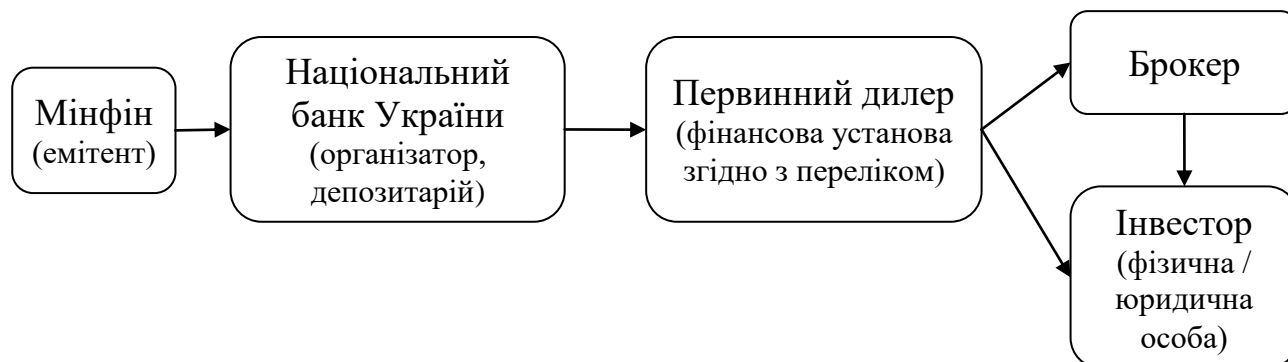 Мінфін
(емітент)
Національний
банк України
(організатор,
депозитарій)
Первинний дилер
(фінансова установа
згідно з переліком)
Брокер
Інвестор
(фізична /
юридична
особа)